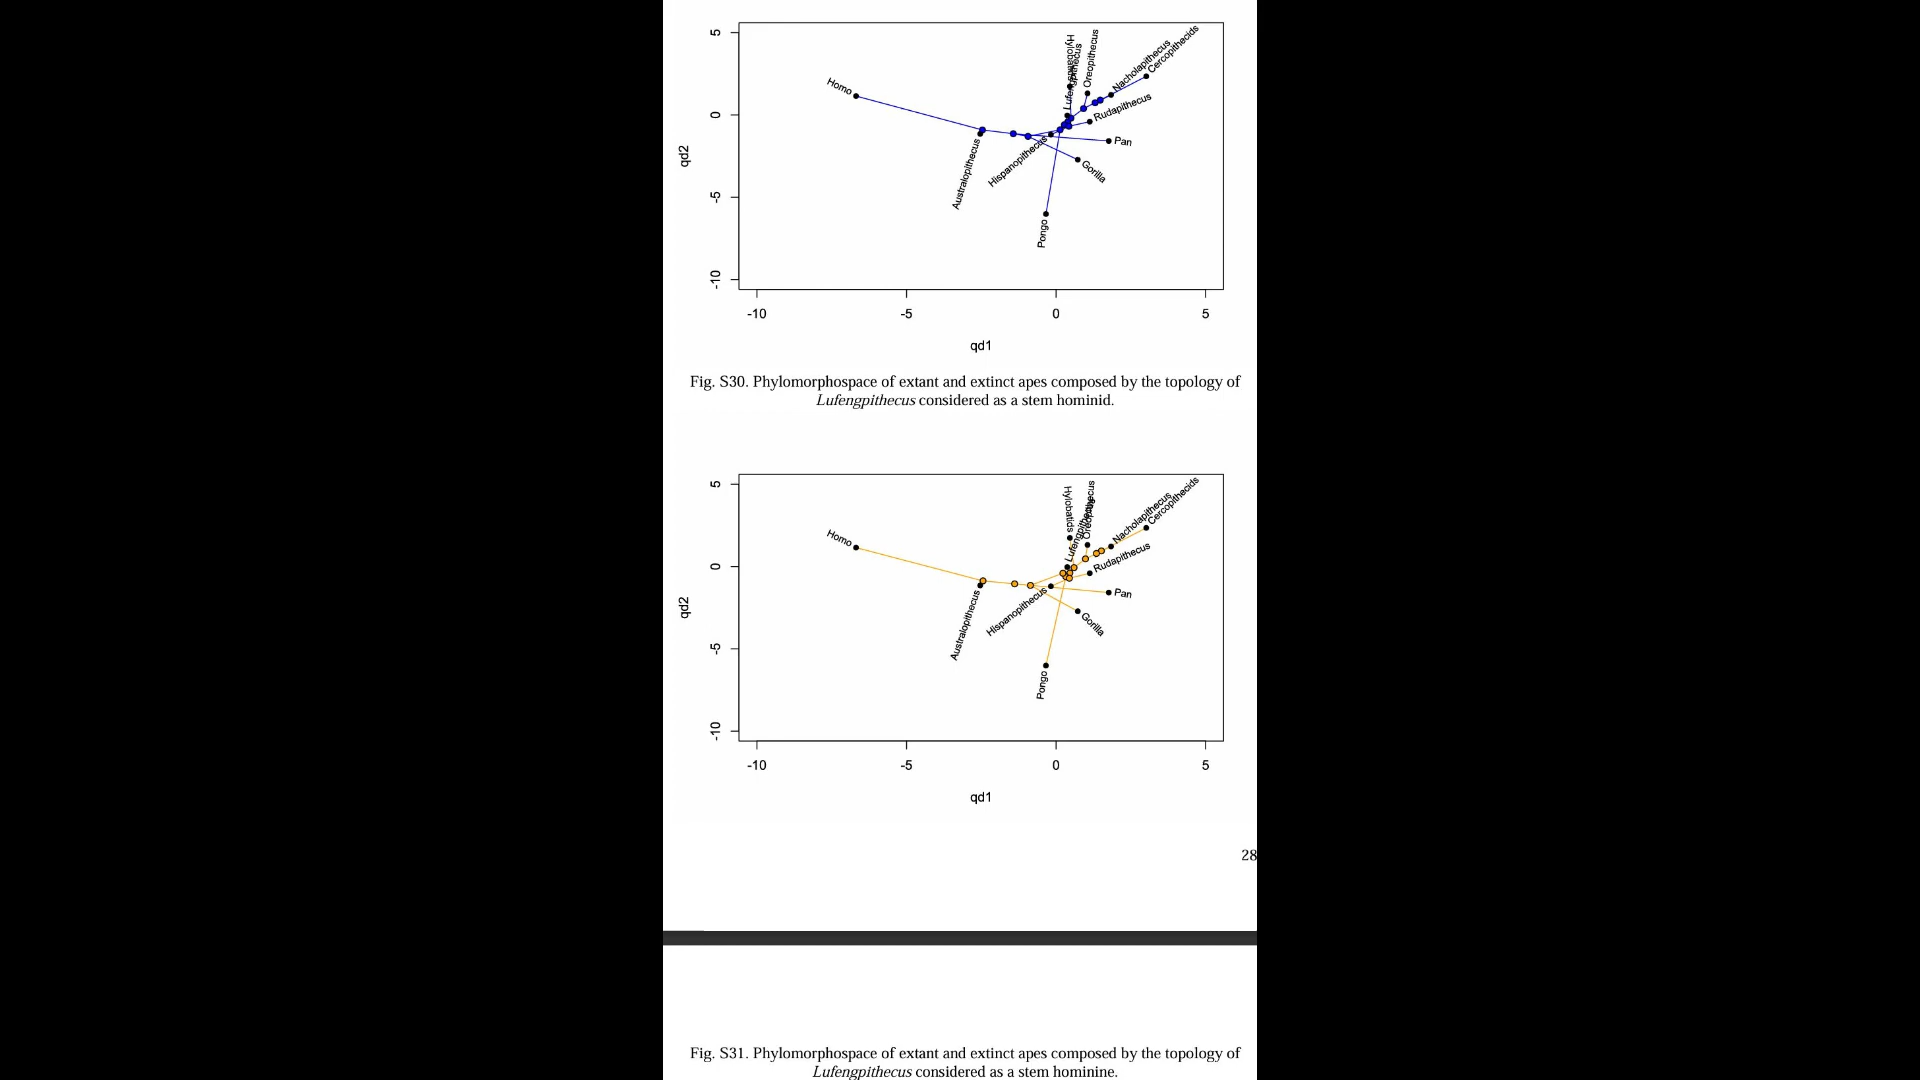 5
Hylobatids
Lufengpithecus
Oreopithecus
Nacholapithecus
Cercopithecids
Homo
Rudapithecus
0
Pan
qd2
Australopithecus
Hispanopithecus
Gorilla
-5
Pongo
-10
-10 -5 0 5
qd1
Fig. S30. Phylomorphospace of extant and extinct apes composed by the topology of
Lufengpithecus considered as a stem hominid.
5
Hylobatids
Lufengpithecus
Oreopithecus
Nacholapithecus
Cercopithecids
Homo
Rudapithecus
0
Pan
qd2
Australopithecus
Hispanopithecus
Gorilla
-5
Pongo
-10
-10 -5 0 5
qd1
28
Fig. S31. Phylomorphospace of extant and extinct apes composed by the topology of
Lufengpithecus considered as a stem hominine.